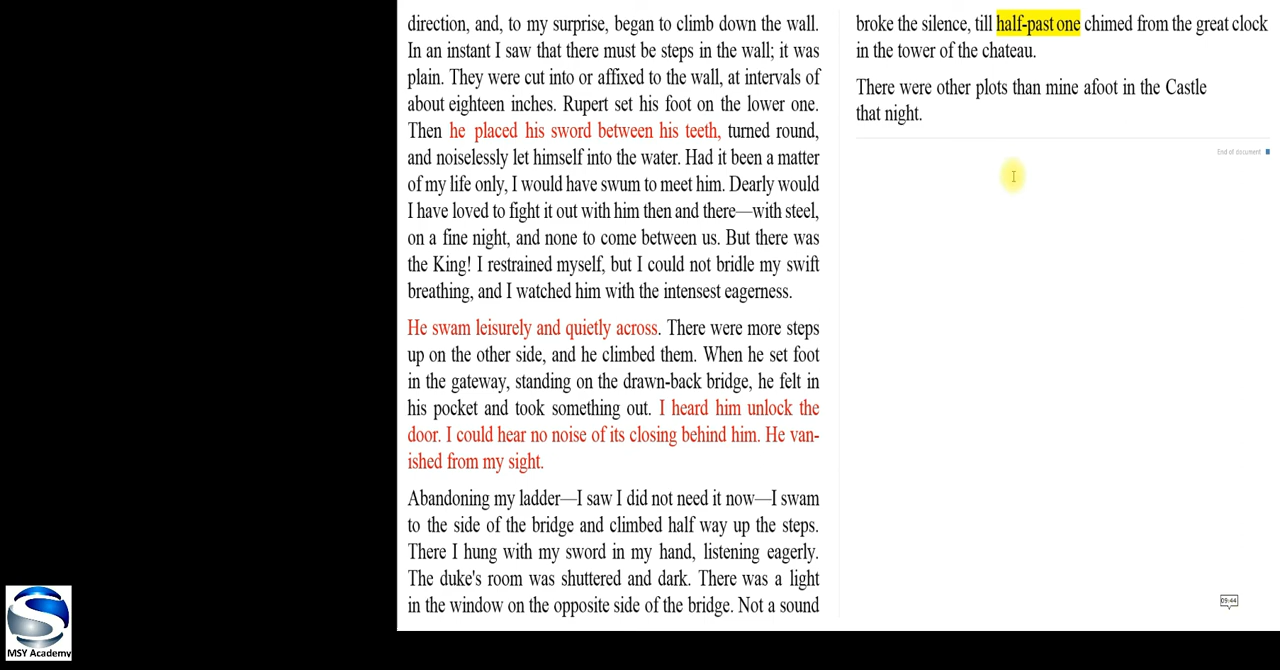 direction, and, to my surprise, began to climb down the wall.
In an instant I saw that there must be steps in the wall; it was
plain. They were cut into or affixed to the wall, at intervals of
about eighteen inches. Rupert set his foot on the lower one.
Then he placed his sword between his teeth, turned round,
and noiselessly let himself into the water. Had it been a matter
of my life only, I would have swum to meet him. Dearly would
I have loved to fight it out with him then and there—with steel,
on a fine night, and none to come between us. But there was
the King! I restrained myself, but I could not bridle my swift
breathing, and I watched him with the intensest eagerness.
He swam leisurely and quietly across. There were more steps
up on the other side, and he climbed them. When he set foot
in the gateway, standing on the drawn-back bridge, he felt in
his pocket and took something out. I heard him unlock the
door. I could hear no noise of its closing behind him. He van-
ished from my sight.
Abandoning my ladder—I saw I did not need it now—I swam
to the side of the bridge and climbed half way up the steps.
There I hung with my sword in my hand, listening eagerly.
The duke's room was shuttered and dark. There was a light
in the window on the opposite side of the bridge. Not a sound
broke the silence, till half-past one chimed from the great clock
in the tower of the chateau.
There were other plots than mine afoot in the Castle
that night.
End of document
09:44
MSY Academy